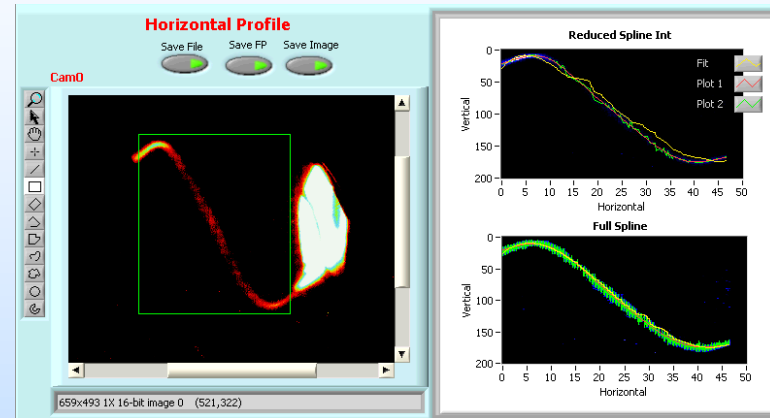 Horizontal Profile
Save File Save FP Save Image
Cam0
659x493 1X 16-bit image 0 (521,322)
Reduced Spline Int
0
50
100
150
200
Vertical
0 5 10 15 20 25 30 35 40 45 50
Horizontal
Fit
Plot 1
Plot 2
Full Spline
0
50
100
150
200
Vertical
0 5 10 15 20 25 30 35 40 45 50
Horizontal